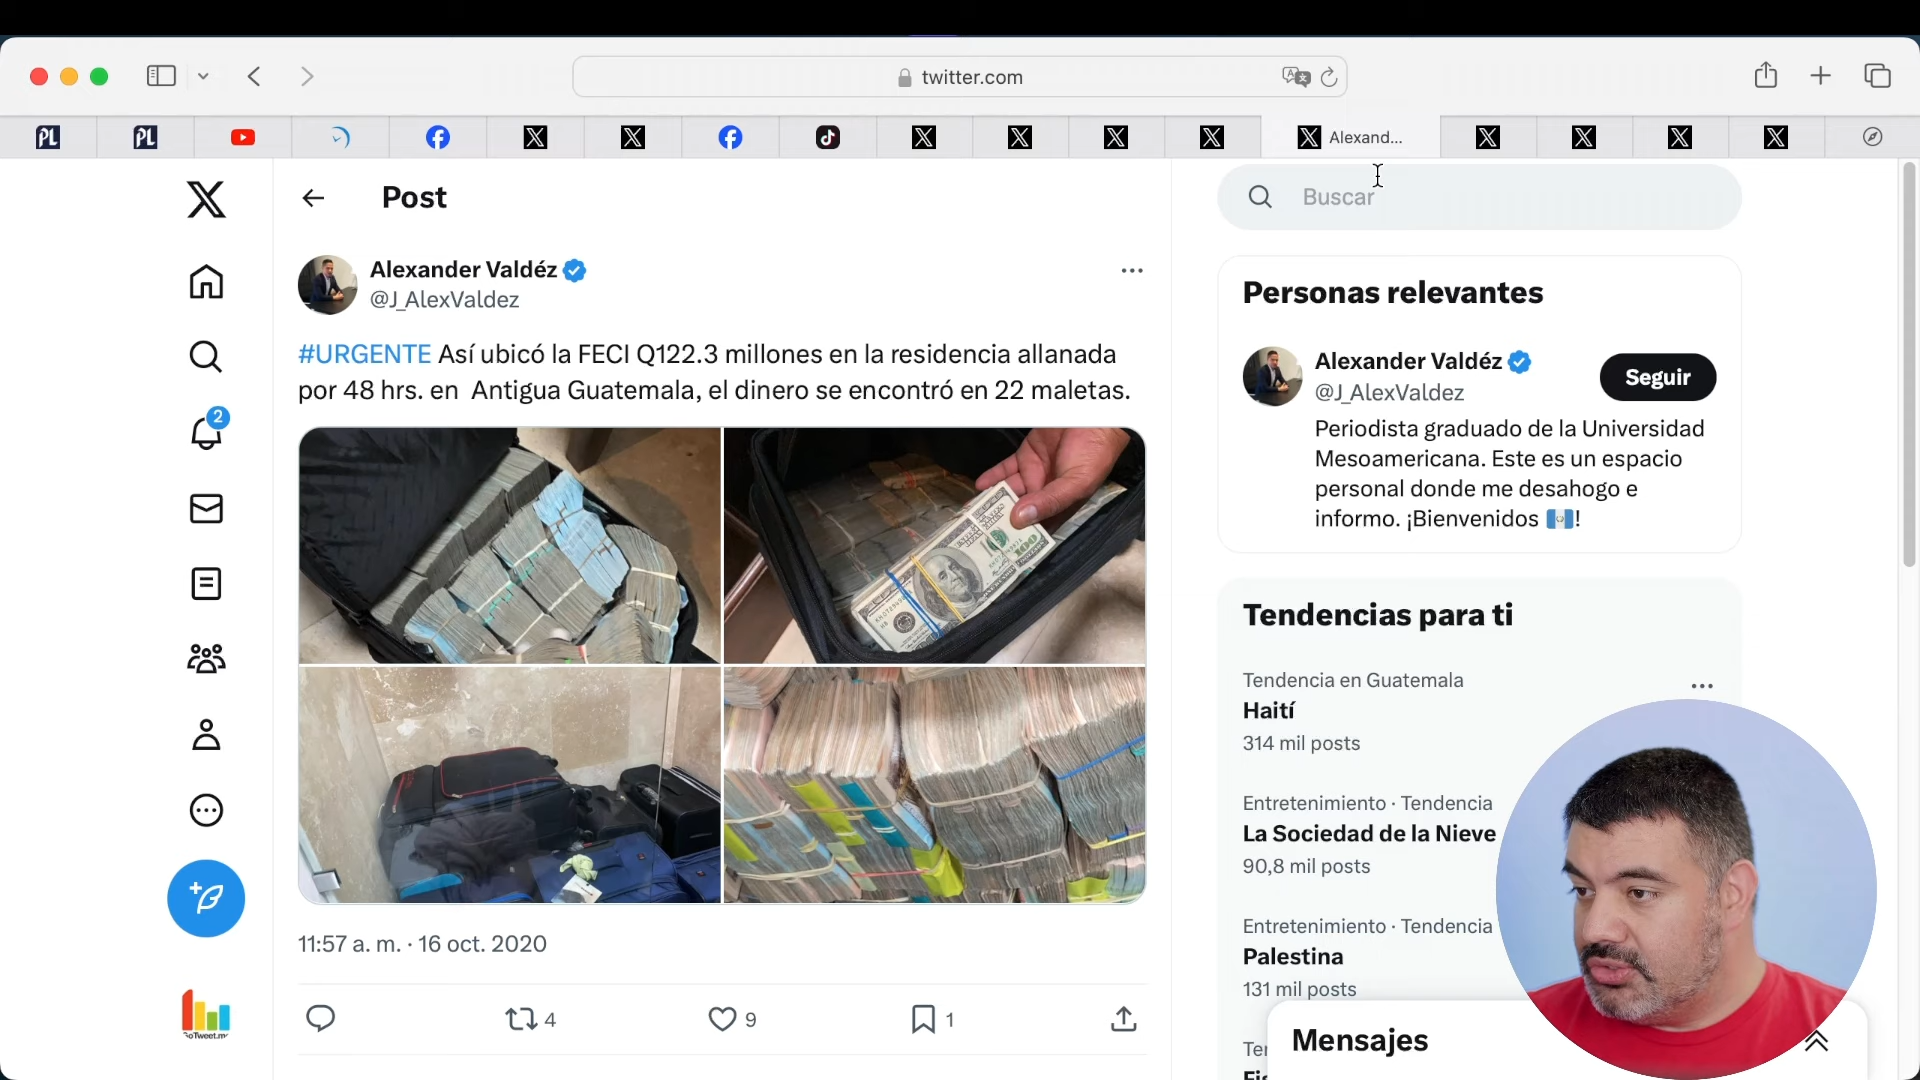 twitter.com
PL
PL
Alexand...
Post
Buscar
Alexander Valdéz
@J_AlexValdez
#URGENTE Así ubicó la FECI Q122.3 millones en la residencia allanada
por 48 hrs. en Antigua Guatemala, el dinero se encontró en 22 maletas.
100
11:57 a. m. · 16 oct. 2020
4
9
1
2
Personas relevantes
Alexander Valdéz
@J_AlexValdez
Seguir
Periodista graduado de la Universidad
Mesoamericana. Este es un espacio
personal donde me desahogo e
informo. ¡Bienvenidos 🇬🇹!
Tendencias para ti
Tendencia en Guatemala
Haití
314 mil posts
Entretenimiento · Tendencia
La Sociedad de la Nieve
90,8 mil posts
Entretenimiento · Tendencia
Palestina
131 mil posts
Mensajes